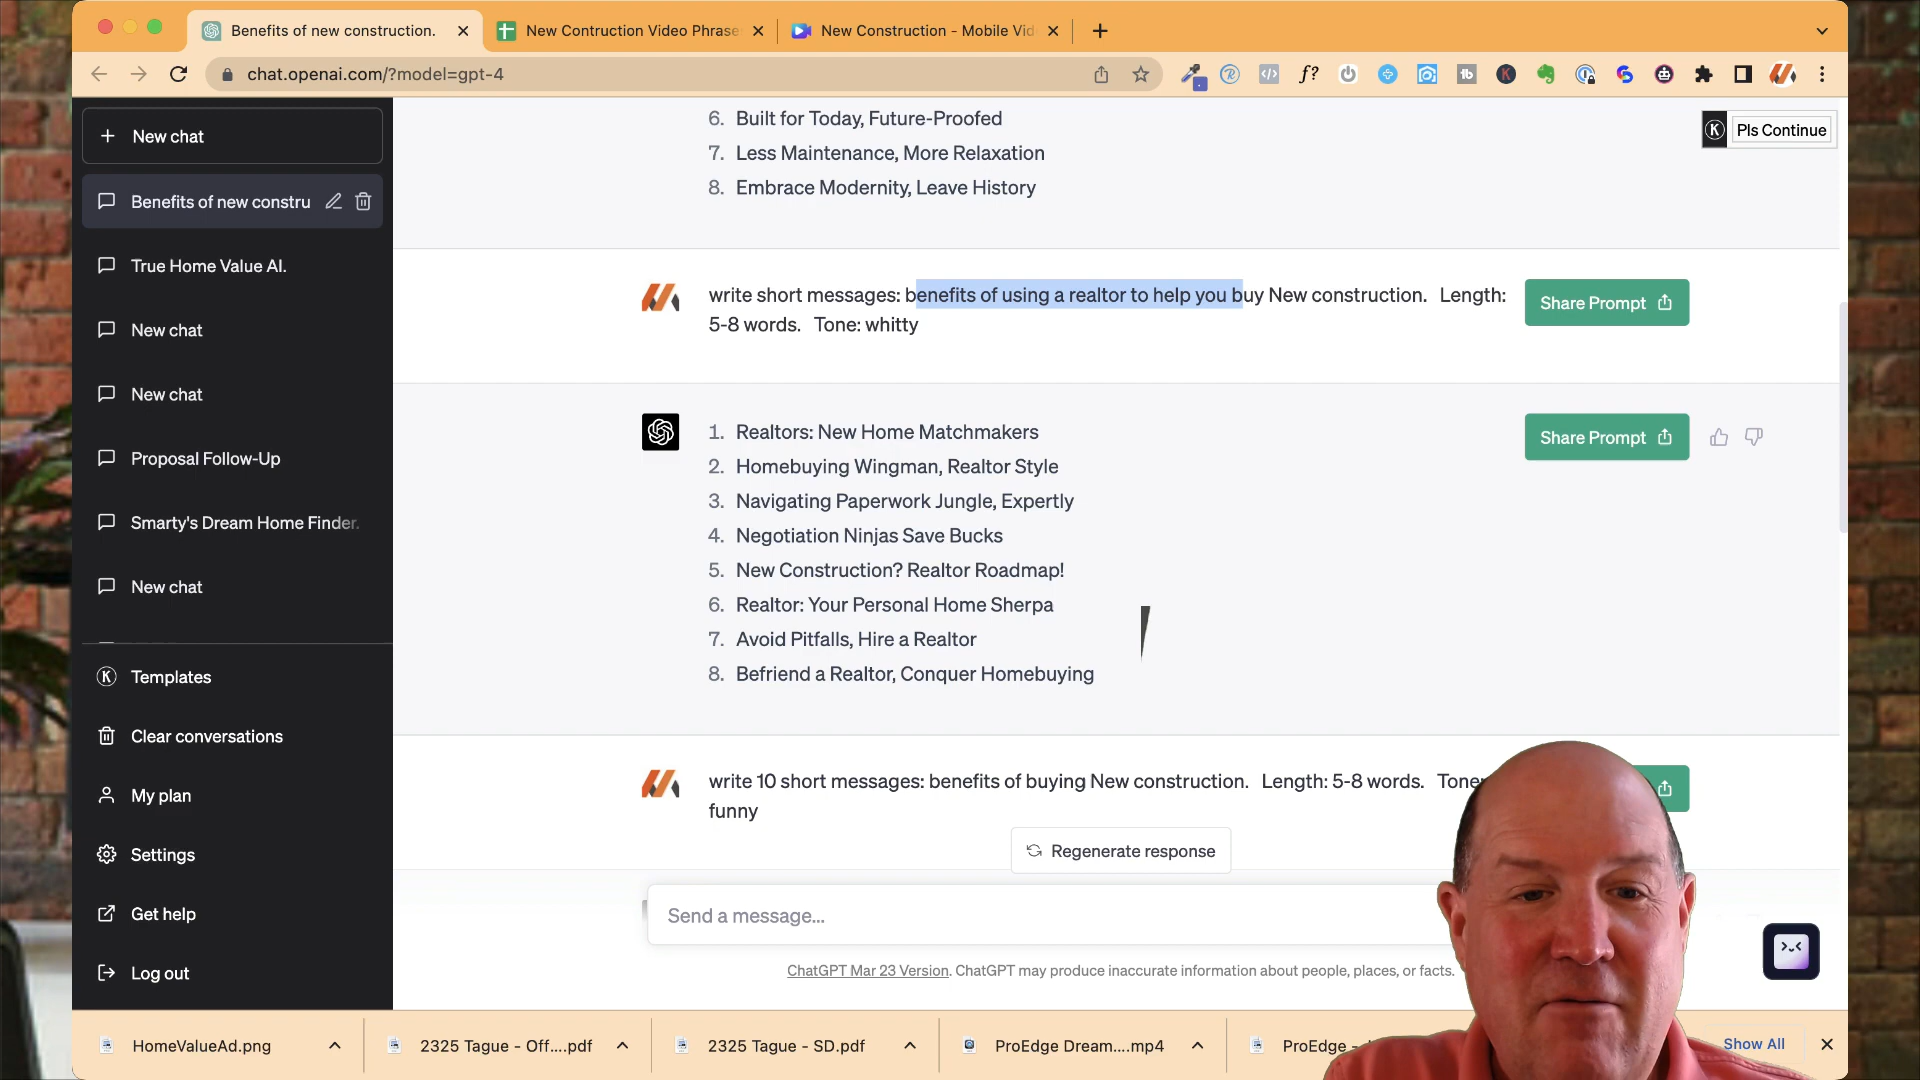 Benefits of new construction.
New Contruction Video Phrase
New Construction - Mobile Vid
chat.openai.com/?model=gpt-4
f?
New chat
Benefits of new constru
True Home Value AI.
New chat
New chat
Proposal Follow-Up
Smarty's Dream Home Finder.
New chat
Templates
Clear conversations
My plan
Settings
Get help
Log out
Pls Continue
6. Built for Today, Future-Proofed
7. Less Maintenance, More Relaxation
8. Embrace Modernity, Leave History
write short messages: benefits of using a realtor to help you buy New construction. Length:
5-8 words. Tone: whitty
Share Prompt
1. Realtors: New Home Matchmakers
2. Homebuying Wingman, Realtor Style
3. Navigating Paperwork Jungle, Expertly
4. Negotiation Ninjas Save Bucks
5. New Construction? Realtor Roadmap!
6. Realtor: Your Personal Home Sherpa
7. Avoid Pitfalls, Hire a Realtor
8. Befriend a Realtor, Conquer Homebuying
Share Prompt
write 10 short messages: benefits of buying New construction. Length: 5-8 words. Tone
funny
Regenerate response
Send a message...
ChatGPT Mar 23 Version. ChatGPT may produce inaccurate information about people, places, or facts.
HomeValueAd.png
2325 Tague - Off....pdf
2325 Tague - SD.pdf
ProEdge Dream....mp4
ProEdge -
Show All